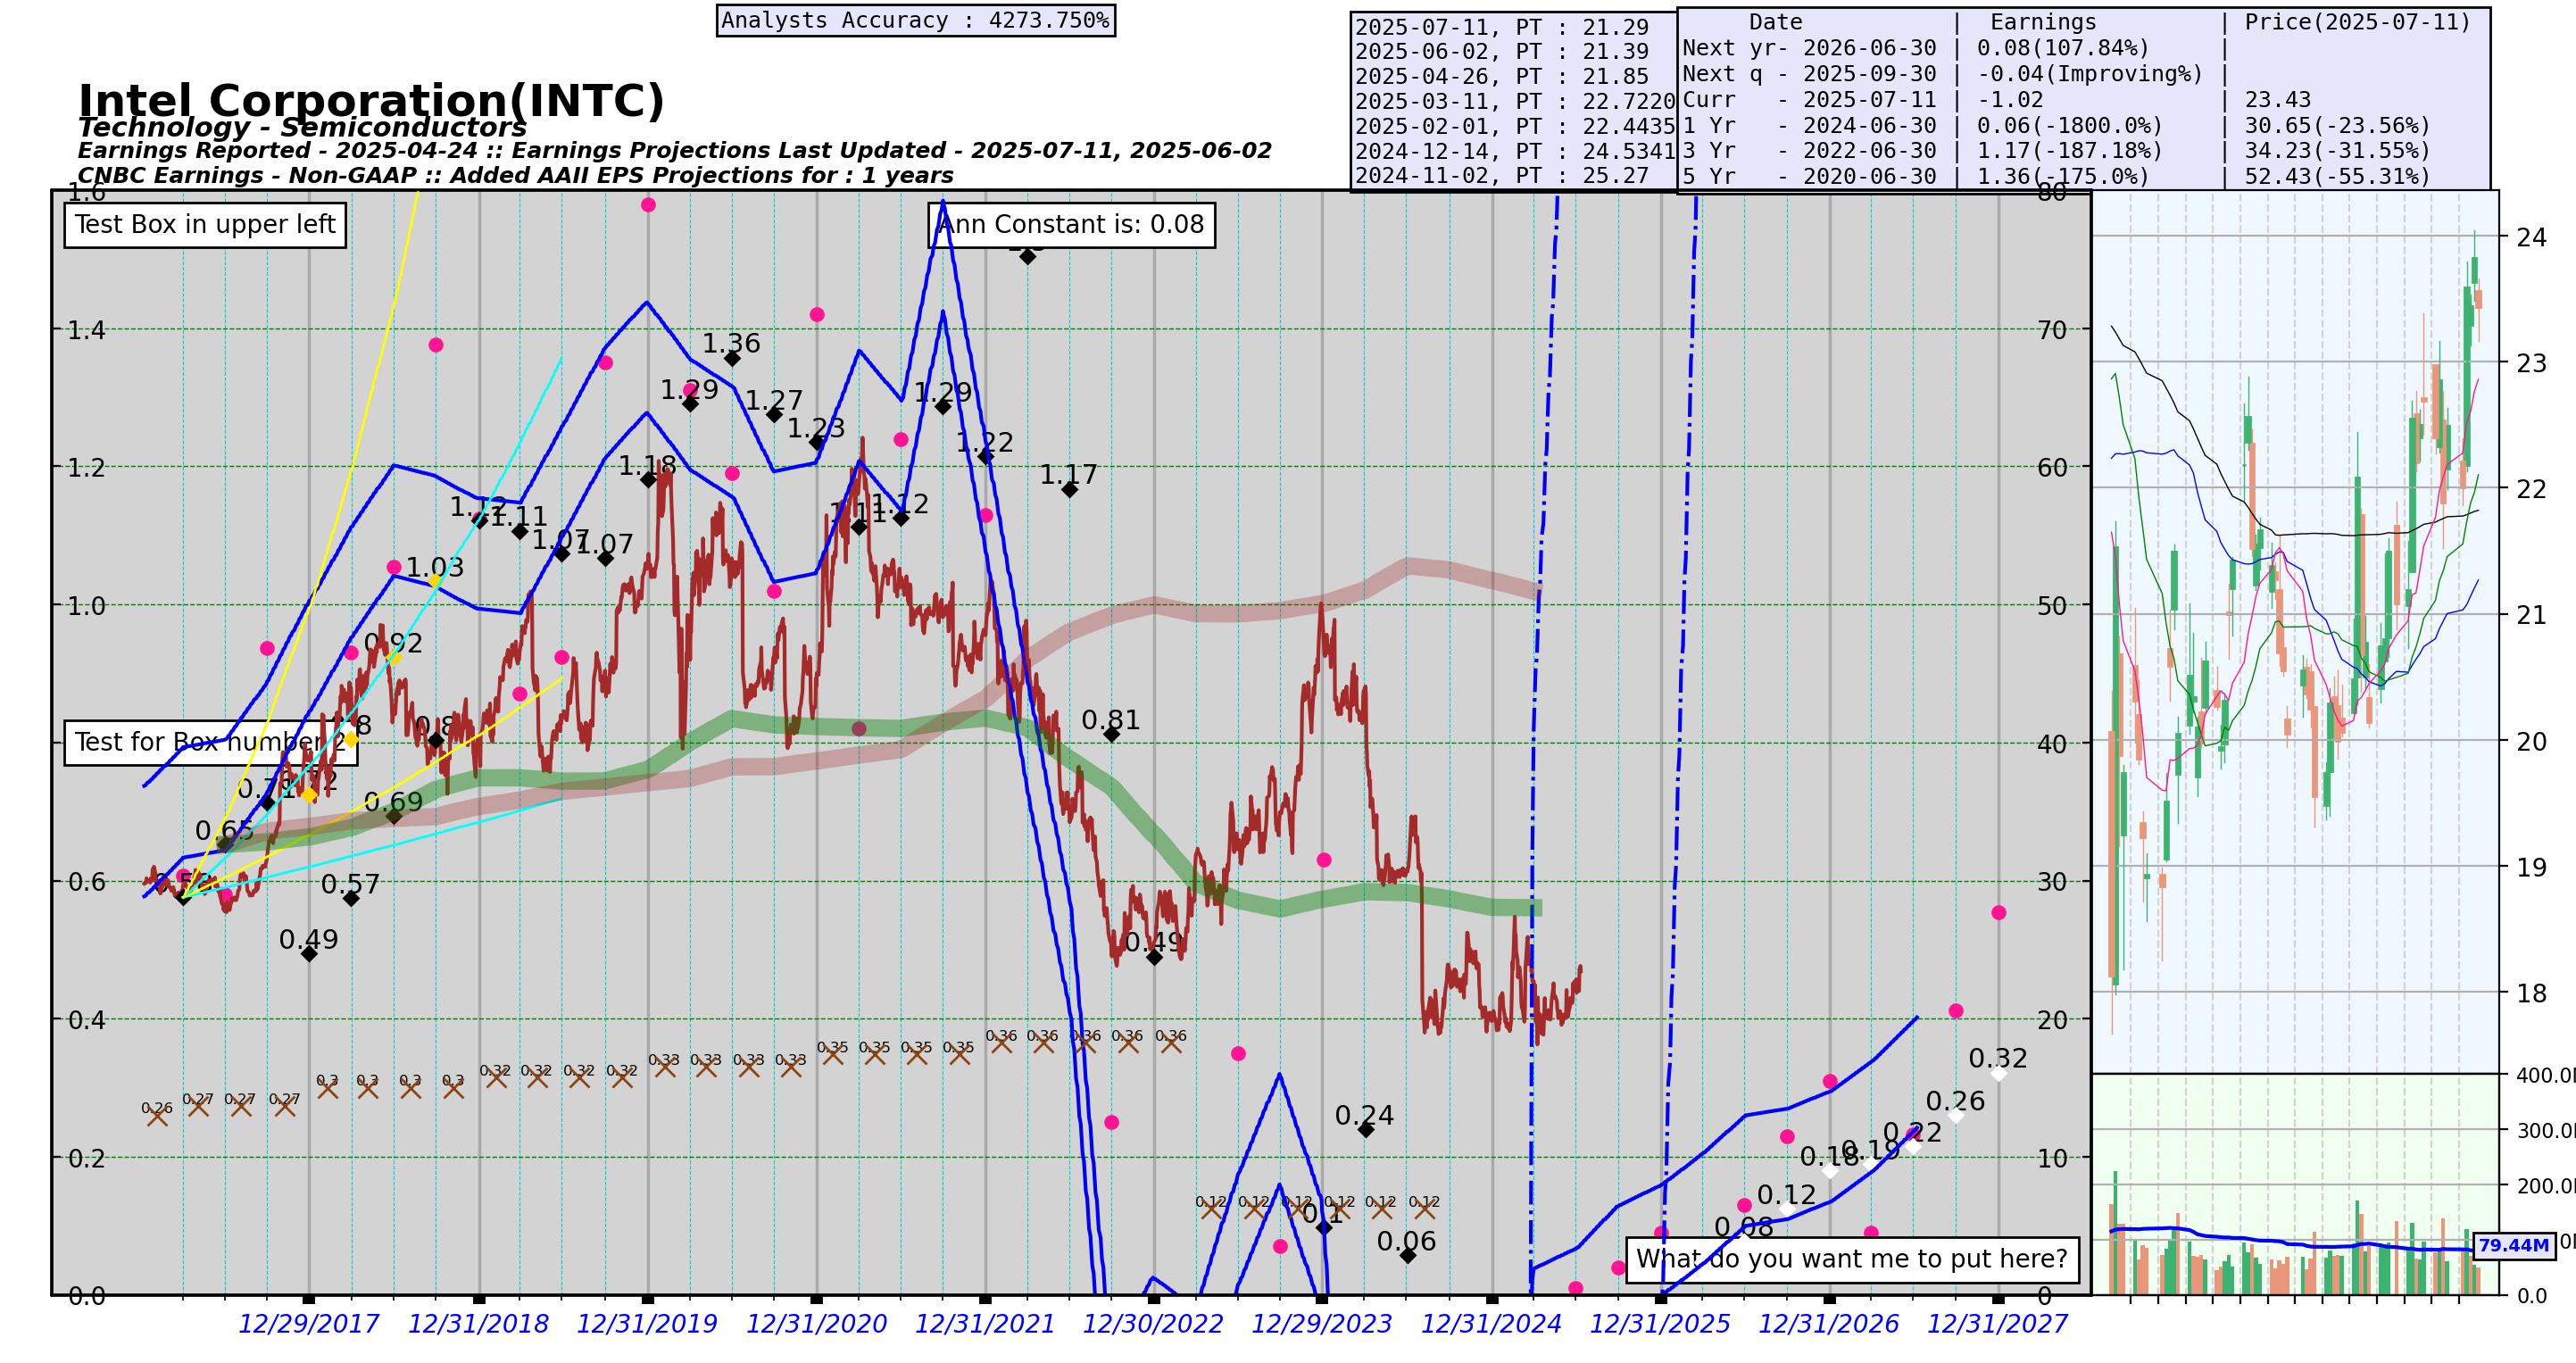 Analysts Accuracy : 4273.750%
2025-07-11, PT : 21.29
2025-06-02, PT : 21.39
2025-04-26, PT : 21.85
2025-03-11, PT : 22.7220
2025-02-01, PT : 22.4435
2024-12-14, PT : 24.5341
2024-11-02, PT : 25.27
Date | Earnings | Price(2025-07-11)
Next yr- 2026-06-30 | 0.08(107.84%) |
Next q - 2025-09-30 | -0.04(Improving%) |
Curr - 2025-07-11 | -1.02 | 23.43
1 Yr - 2024-06-30 | 0.06(-1800.0%) | 30.65(-23.56%)
3 Yr - 2022-06-30 | 1.17(-187.18%) | 34.23(-31.55%)
5 Yr - 2020-06-30 | 1.36(-175.0%) | 52.43(-55.31%)
Intel Corporation(INTC)
Technology - Semiconductors
Earnings Reported - 2025-04-24 :: Earnings Projections Last Updated - 2025-07-11, 2025-06-02
CNBC Earnings - Non-GAAP :: Added AAII EPS Projections for : 1 years
Test Box in upper left
Ann Constant is: 0.08
Test for Box number 2
What do you want me to put here?
1.6
1.4
1.2
1.0
0.6
0.4
0.2
0.0
80
70
60
50
40
30
20
10
0
24
23
22
21
20
19
18
400.0
300.0
200.0
79.44M
0.0
0.65
0.71
0.72
0.49
0.57
0.92
0.69
1.03
0.8
1.12
1.11
1.07
1.07
1.18
1.29
1.36
1.27
1.23
1.11
1.12
1.29
1.22
1.17
0.81
0.49
0.1
0.24
0.06
0.08
0.12
0.18
0.19
0.22
0.26
0.32
0.26 0.27 0.27 0.27
0.3 0.3 0.3 0.3
0.32 0.32 0.32 0.32
0.33 0.33 0.33 0.33
0.35 0.35 0.35 0.35
0.36 0.36 0.36 0.36 0.36
0.12 0.12 0.12 0.12 0.12 0.12
12/29/2017 12/31/2018 12/31/2019 12/31/2020 12/31/2021 12/30/2022 12/29/2023 12/31/2024 12/31/2025 12/31/2026 12/31/2027